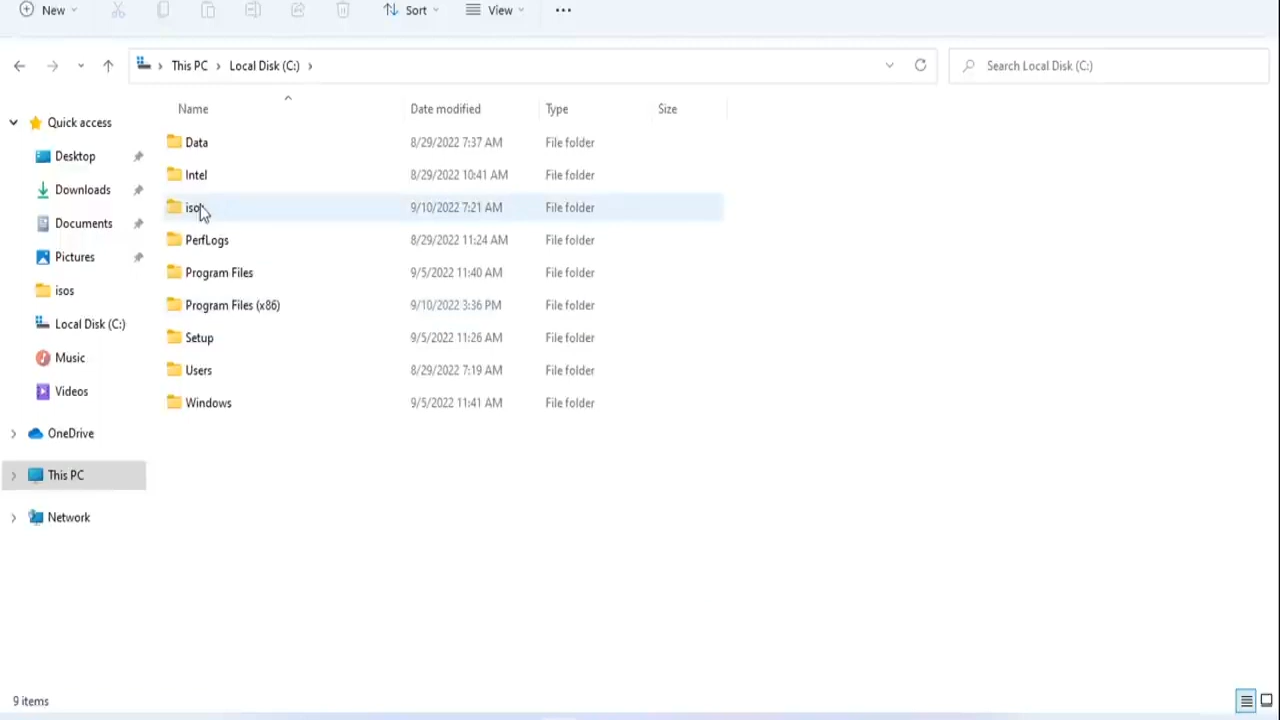 New
Sort
View
This PC
Local Disk (C:)
Search Local Disk (C:)
Name
Date modified
Type
Size
Quick access
Desktop
Downloads
Documents
Pictures
isos
Local Disk (C:)
Music
Videos
OneDrive
This PC
Network
Data 8/29/2022 7:37 AM File folder
Intel 8/29/2022 10:41 AM File folder
isos 9/10/2022 7:21 AM File folder
PerfLogs 8/29/2022 11:24 AM File folder
Program Files 9/5/2022 11:40 AM File folder
Program Files (x86) 9/10/2022 3:36 PM File folder
Setup 9/5/2022 11:26 AM File folder
Users 8/29/2022 7:19 AM File folder
Windows 9/5/2022 11:41 AM File folder
9 items